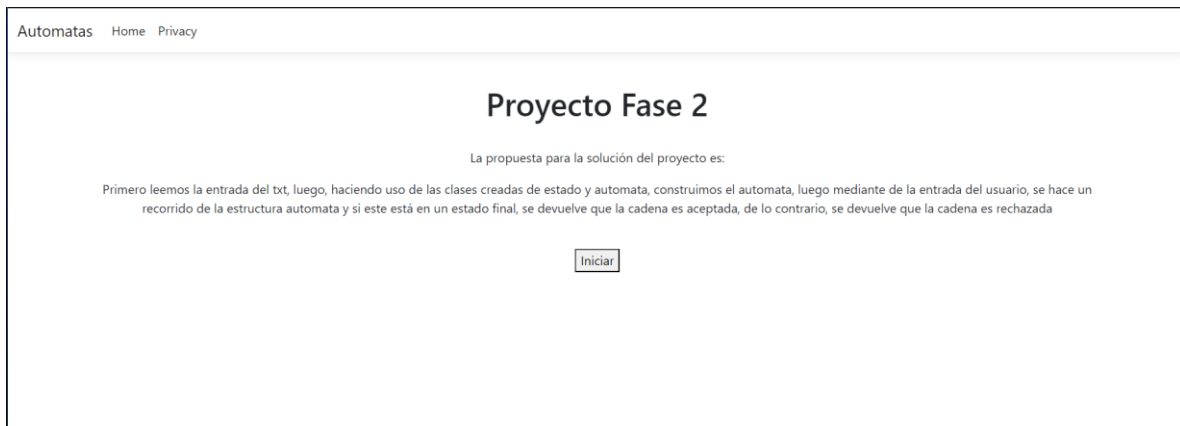 Automatas Home Privacy
Proyecto Fase 2
La propuesta para la solución del proyecto es:
Primero leemos la entrada del txt, luego, haciendo uso de las clases creadas de estado y automata, construimos el automata, luego mediante de la entrada del usuario, se hace un
recorrido de la estructura automata y si este está en un estado final, se devuelve que la cadena es aceptada, de lo contrario, se devuelve que la cadena es rechazada
Iniciar